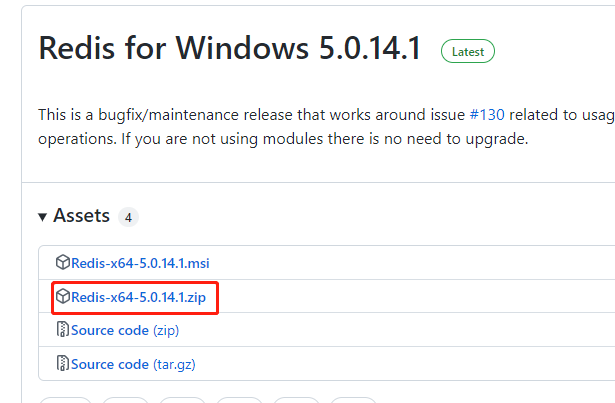 Redis for Windows 5.0.14.1 Latest
This is a bugfix/maintenance release that works around issue #130 related to usag
operations. If you are not using modules there is no need to upgrade.
Assets 4
Redis-x64-5.0.14.1.msi
Redis-x64-5.0.14.1.zip
Source code (zip)
Source code (tar.gz)